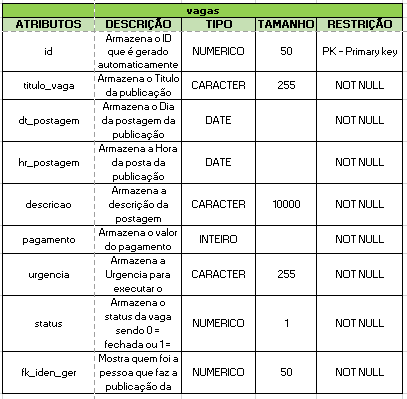 vagas
ATRIBUTOS DESCRIÇÃO TIPO TAMANHO RESTRIÇÃO
Armazena o ID
que é gerado
automaticamente
id NUMERICO 50 PK - Primary key
Armazena o Titulo
da publicação
titulo_vaga CARACTER 255 NOT NULL
Armazena o Dia
da postagem da
publicação
dt_postagem DATE NOT NULL
Armazena a Hora
da posta da
publicação
hr_postagem DATE NOT NULL
Armazena a
descrição da
postagem
descricao CARACTER 10000 NOT NULL
Armazena o valor
do pagamento
pagamento INTEIRO NOT NULL
Armazena a
Urgencia para
executar o
urgencia CARACTER 255 NOT NULL
Armazena o
status da vaga
sendo 0 =
fechada ou 1 =
status NUMERICO 1 NOT NULL
Mostra quem foi a
pessoa que faz a
publicação da
fk_iden_ger NUMERICO 50 NOT NULL